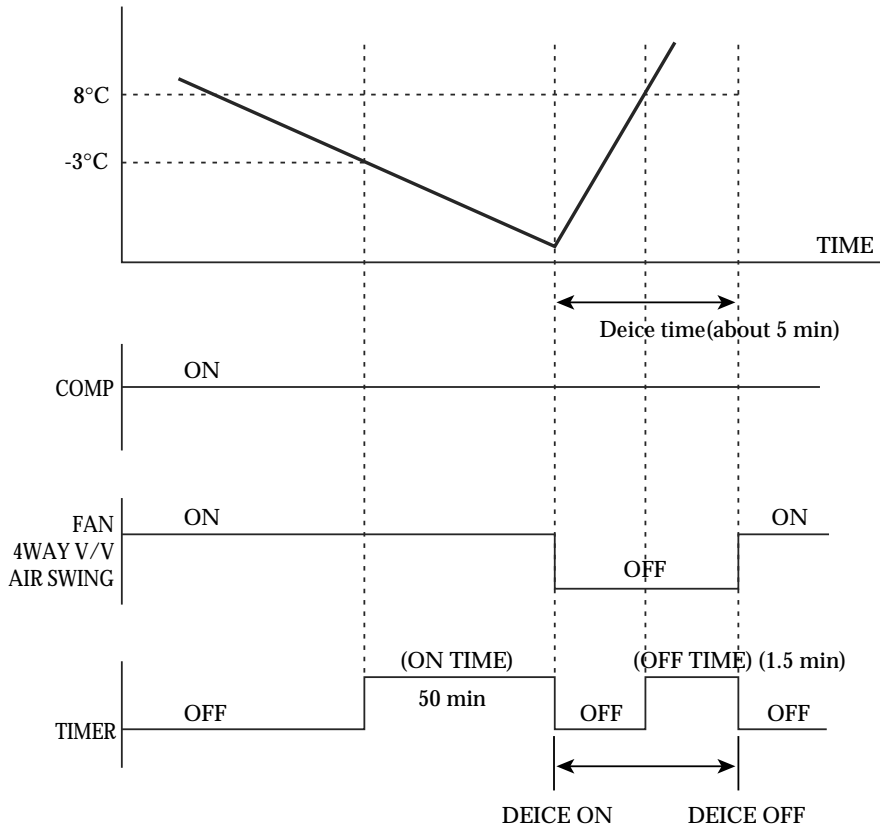 8°C
-3°C
TIME
Deice time(about 5 min)
ON
COMP
ON
ON
FAN
4WAY V/V
AIR SWING
OFF
(ON TIME)
(OFF TIME) (1.5 min)
50 min
OFF
OFF
OFF
TIMER
DEICE ON
DEICE OFF